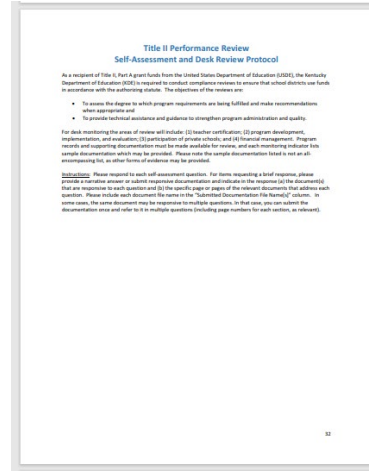 Title II Performance Review
Self-Assessment and Desk Review Protocol
As a recipient of Title II, Part A grant funds from the United States Department of Education (USDE), the Kentucky
Department of Education (KDE) is required to conduct compliance reviews to ensure that school districts use funds
in accordance with the authorizing statute. The objectives of the reviews are:
• To assess the degree to which program requirements are being fulfilled and make recommendations
when appropriate and
• To provide technical assistance and guidance to strengthen program administration and quality.
For desk monitoring the areas of review will include: (1) teacher certification; (2) program development,
implementation, and evaluation; (3) participation of private schools; and (4) financial management. Program
records and supporting documentation must be made available for review, and each monitoring indicator lists
sample documentation which may be provided. Please note the sample documentation listed is not an all-
encompassing list, as other forms of evidence may be provided.
Instructions: Please respond to each self-assessment question. For items requesting a brief response, please
provide a narrative answer or submit responsive documentation and indicate in the response (a) the document(s)
that are responsive to each question and (b) the specific page or pages of the relevant documents that address each
question. Please include each document file name in the "Submitted Documentation File Name(s)" column. In
some cases, the same document may be responsive to multiple questions. In that case, you can submit the
documentation once and refer to it in multiple questions (including page numbers for each section, as relevant).
32